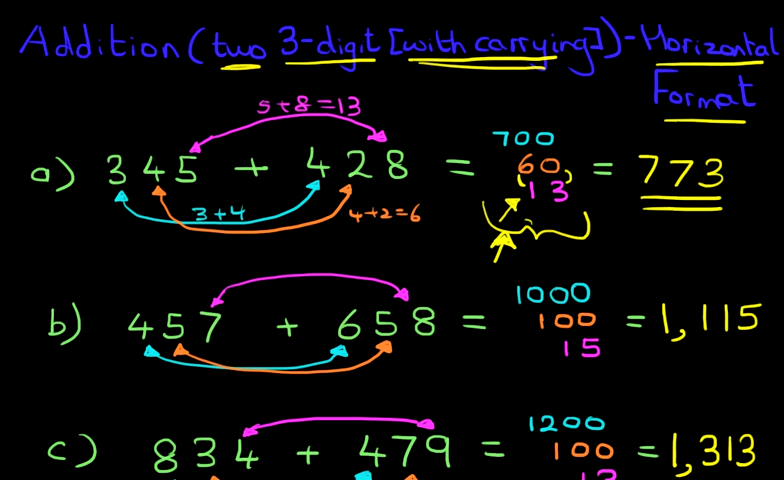 Addition (two 3-digit [with carrying]) - Horizontal
Format
5+8=13
700
a) 345 + 428 = 60 = 773
13
3+4
4+2=6
1000
b) 457 + 658 = 100 = 1,115
15
1200
c) 834 + 479 = 100 = 1,313
13